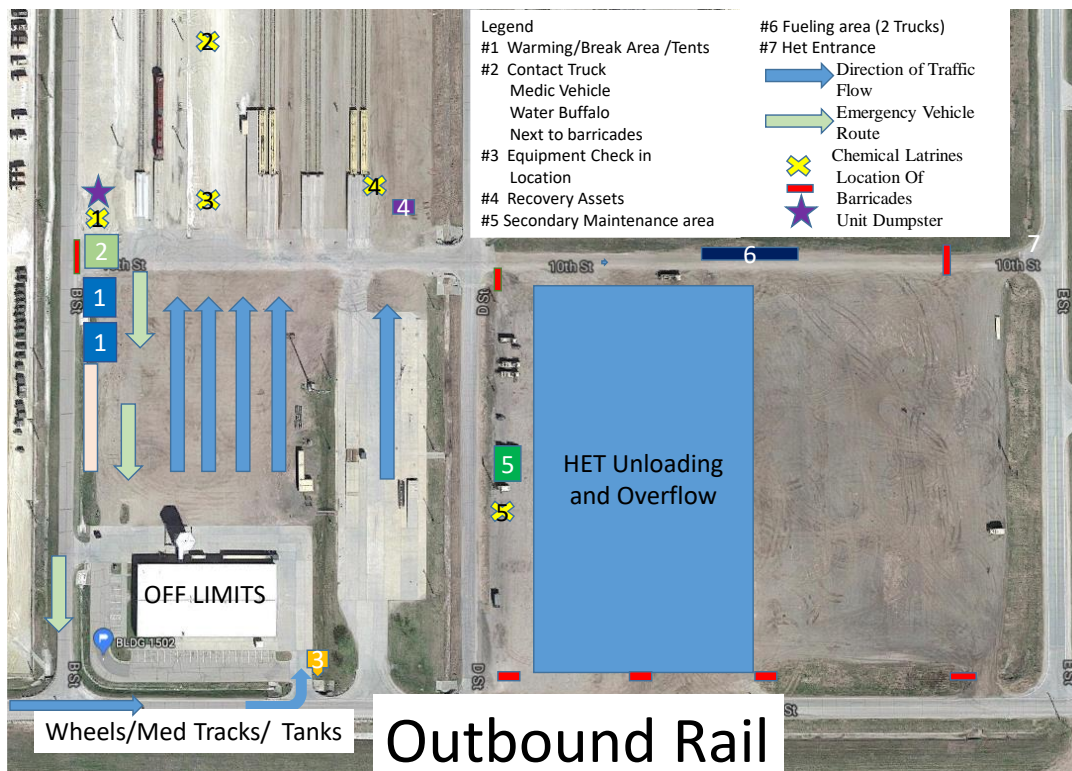 Legend
#1 Warming/Break Area /Tents
#2 Contact Truck
Medic Vehicle
Water Buffalo
Next to barricades
#3 Equipment Check in
Location
#4 Recovery Assets
#5 Secondary Maintenance area
#6 Fueling area (2 Trucks)
#7 Het Entrance
Direction of Traffic
Flow
Emergency Vehicle
Route
Chemical Latrines
Location Of
Barricades
Unit Dumpster
2
3
4
4
1
2
th St
10th St
6
7
10th St
B St
1
1
D St
E St
5
HET Unloading
and Overflow
5
OFF LIMITS
BLDG 1502
3
B St
D St
E St
St
Wheels/Med Tracks/ Tanks
Outbound Rail